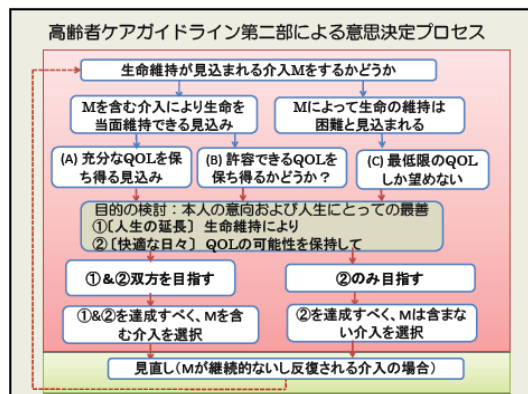 高齢者ケアガイドライン第二部による意思決定プロセス
生命維持が見込まれる介入Mをするかどうか
Mを含む介入により生命を
当面維持できる見込み
Mによって生命の維持は
困難と見込まれる
(A) 充分なQOLを保
ち得る見込み
(B) 許容できるQOLを
保ち得るかどうか？
(C) 最低限のQOL
しか望めない
目的の検討：本人の意向および人生にとっての最善
①〔人生の延長〕 生命維持により
②〔快適な日々〕 QOLの可能性を保持して
①&②双方を目指す
②のみ目指す
①&②を達成すべく、Mを含
む介入を選択
②を達成すべく、Mは含ま
ない介入を選択
見直し（Mが継続的ないし反復される介入の場合）